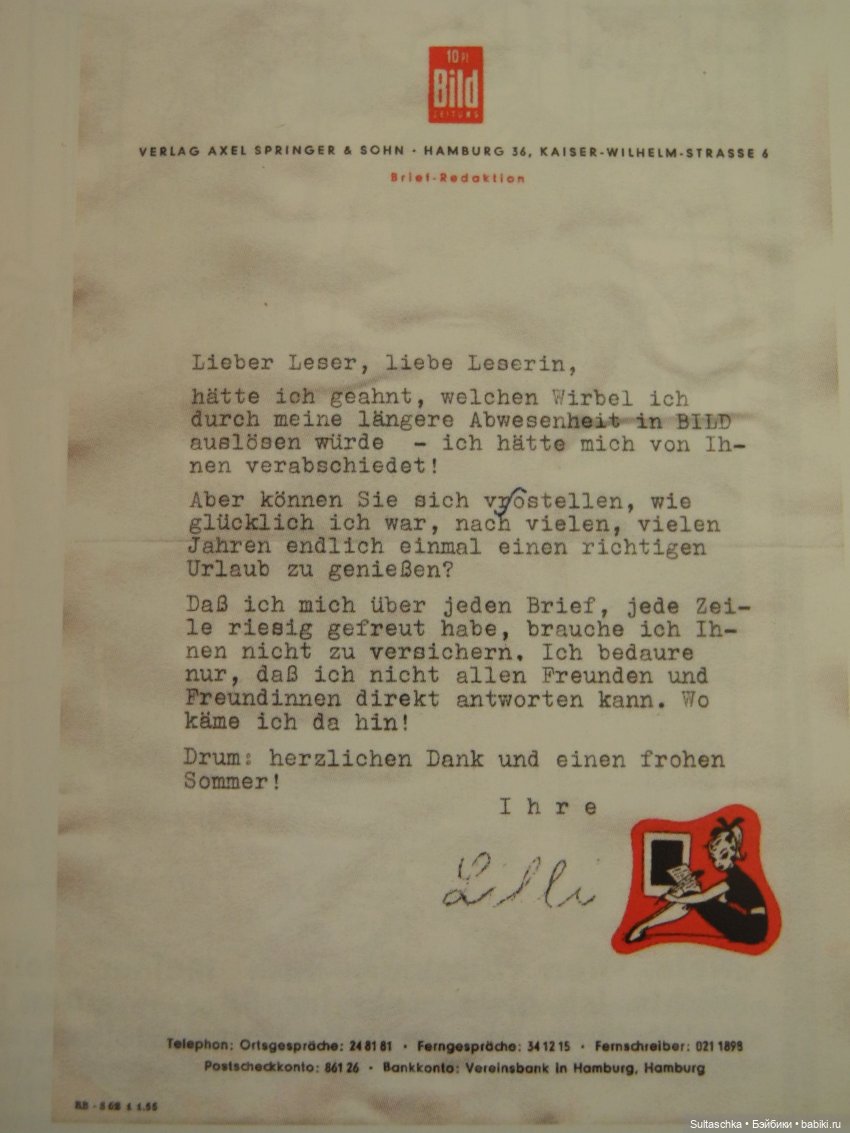 10 Pf
Bild
ZEITUNG
VERLAG AXEL SPRINGER & SOHN · HAMBURG 36, KAISER-WILHELM-STRASSE 6
Brief-Redaktion
Lieber Leser, liebe Leserin,
hätte ich geahnt, welchen Wirbel ich
durch meine längere Abwesenheit in BILD
auslösen würde – ich hätte mich von Ih-
nen verabschiedet!
Aber können Sie sich vrostellen, wie
glücklich ich war, nach vielen, vielen
Jahren endlich einmal einen richtigen
Urlaub zu genießen?
Daß ich mich über jeden Brief, jede Zei-
le riesig gefreut habe, brauche ich Ih-
nen nicht zu versichern. Ich bedaure
nur, daß ich nicht allen Freunden und
Freundinnen direkt antworten kann. Wo
käme ich da hin!
Drum: herzlichen Dank und einen frohen
Sommer!
Ihre
Lilli
Telephon: Ortsgespräche: 24 81 81 · Ferngespräche: 34 12 15 · Fernschreiber: 021 1898
Postscheckkonto: 861 26 · Bankkonto: Vereinsbank in Hamburg, Hamburg
Sultaschka • Бэйбики • babiki.ru